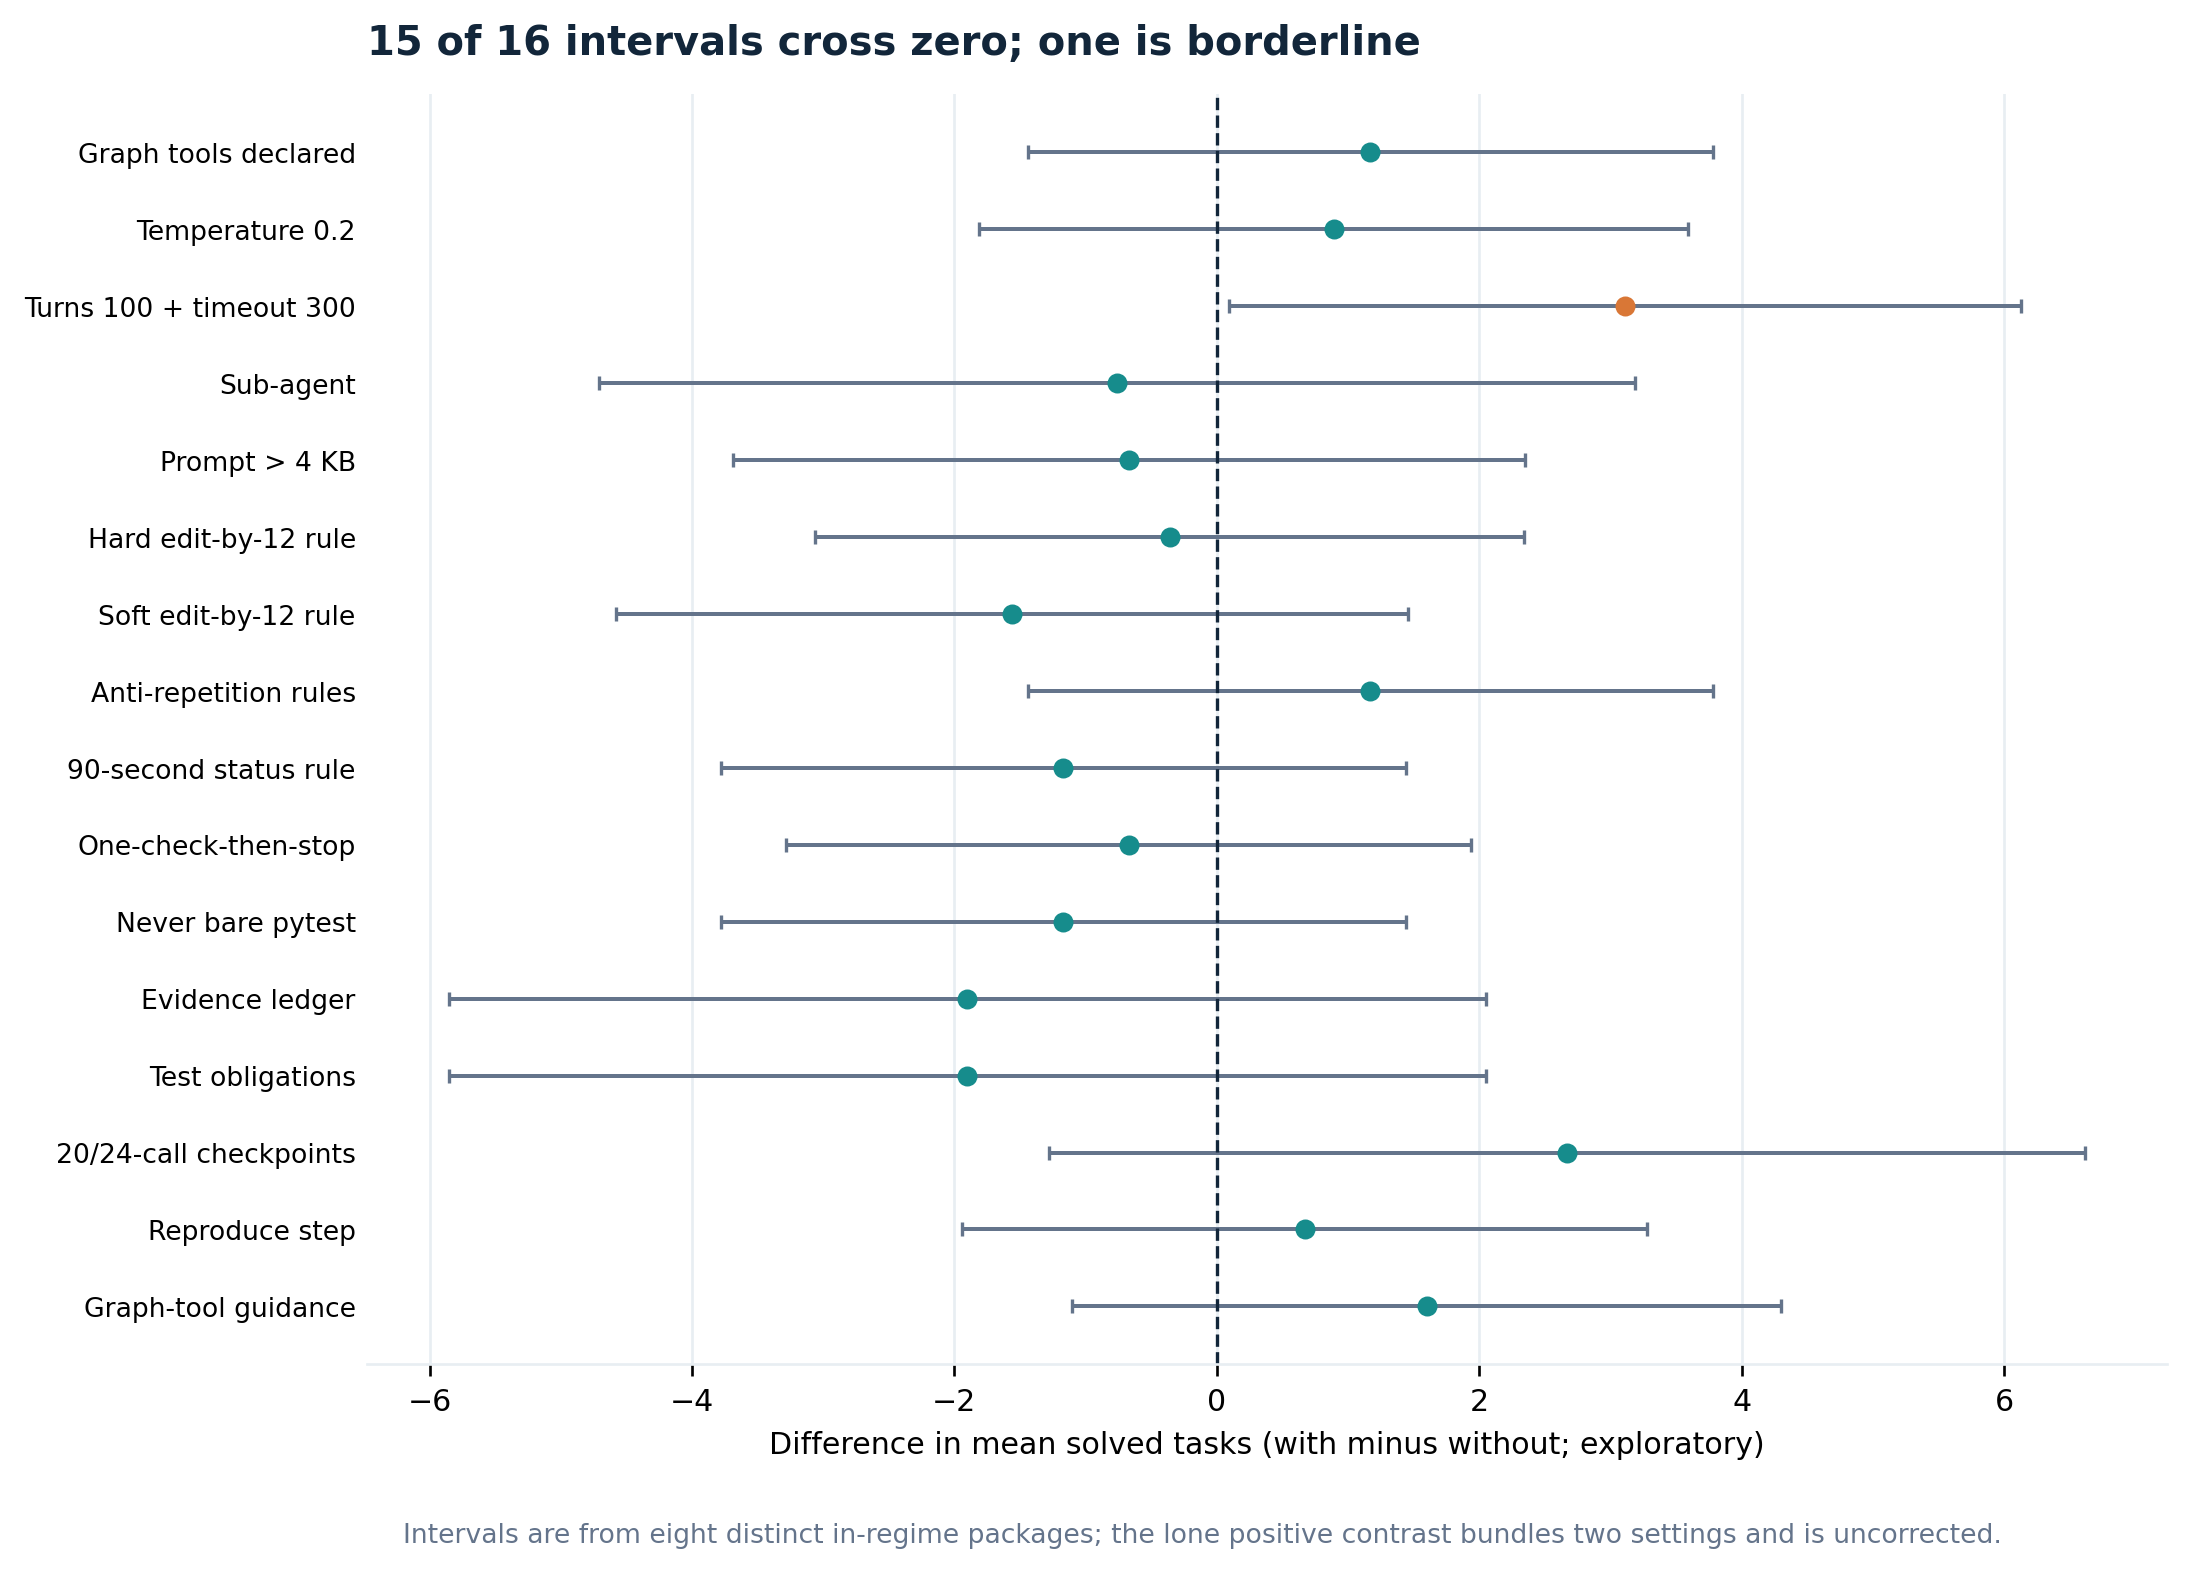 15 of 16 intervals cross zero; one is borderline
Graph tools declared
Temperature 0.2
Turns 100 + timeout 300
Sub-agent
Prompt > 4 KB
Hard edit-by-12 rule
Soft edit-by-12 rule
Anti-repetition rules
90-second status rule
One-check-then-stop
Never bare pytest
Evidence ledger
Test obligations
20/24-call checkpoints
Reproduce step
Graph-tool guidance
−6 −4 −2 0 2 4 6
Difference in mean solved tasks (with minus without; exploratory)
Intervals are from eight distinct in-regime packages; the lone positive contrast bundles two settings and is uncorrected.